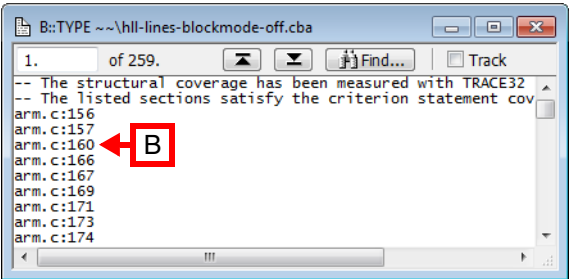 B::TYPE ~~\hll-lines-blockmode-off.cba
1. of 259. Find... Track
-- The structural coverage has been measured with TRACE32
-- The listed sections satisfy the criterion statement cov
arm.c:156
arm.c:157
arm.c:160 B
arm.c:166
arm.c:167
arm.c:169
arm.c:171
arm.c:173
arm.c:174